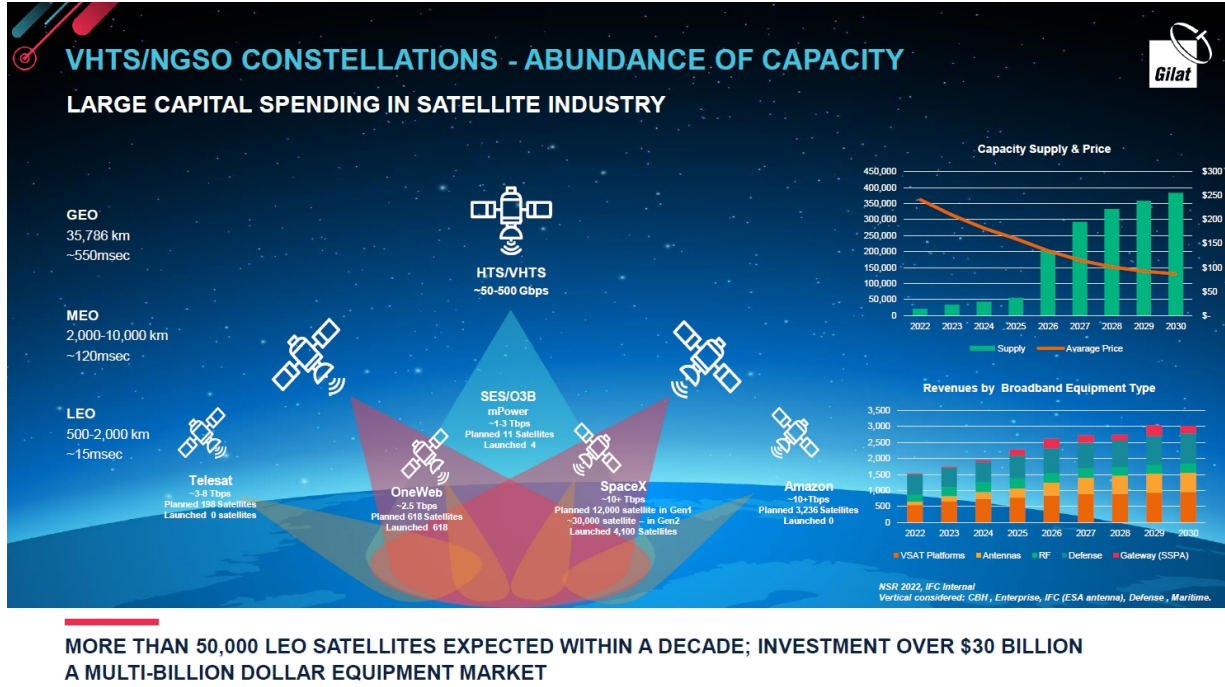 VHTS/NGSO CONSTELLATIONS - ABUNDANCE OF CAPACITY
LARGE CAPITAL SPENDING IN SATELLITE INDUSTRY
Gilat
GEO
35,786 km
~550msec
MEO
2,000-10,000 km
~120msec
LEO
500-2,000 km
~15msec
HTS/VHTS
~50-500 Gbps
SES/O3B
mPower
~1-3 Tbps
Planned 11 Satellites
Launched 4
Telesat
~3-8 Tbps
Planned 198 Satellites
Launched 0 satellites
OneWeb
~2.5 Tbps
Planned 618 Satellites
Launched 618
SpaceX
~10+ Tbps
Planned 12,000 satellite in Gen1
~30,000 satellite – in Gen2
Launched 4,100 Satellites
Amazon
~10+Tbps
Planned 3,236 Satellites
Launched 0
Capacity Supply & Price
450,000
400,000
350,000
300,000
250,000
200,000
150,000
100,000
50,000
0
$300
$250
$200
$150
$100
$50
$-
2022 2023 2024 2025 2026 2027 2028 2029 2030
Supply Avarage Price
Revenues by Broadband Equipment Type
3,500
3,000
2,500
2,000
1,500
1,000
500
0
2022 2023 2024 2025 2026 2027 2028 2029 2030
VSAT Platforms Antennas RF Defense Gateway (SSPA)
NSR 2022, IFC Internal
Vertical considered: CBH , Enterprise, IFC (ESA antenna), Defense , Maritime.
MORE THAN 50,000 LEO SATELLITES EXPECTED WITHIN A DECADE; INVESTMENT OVER $30 BILLION
A MULTI-BILLION DOLLAR EQUIPMENT MARKET